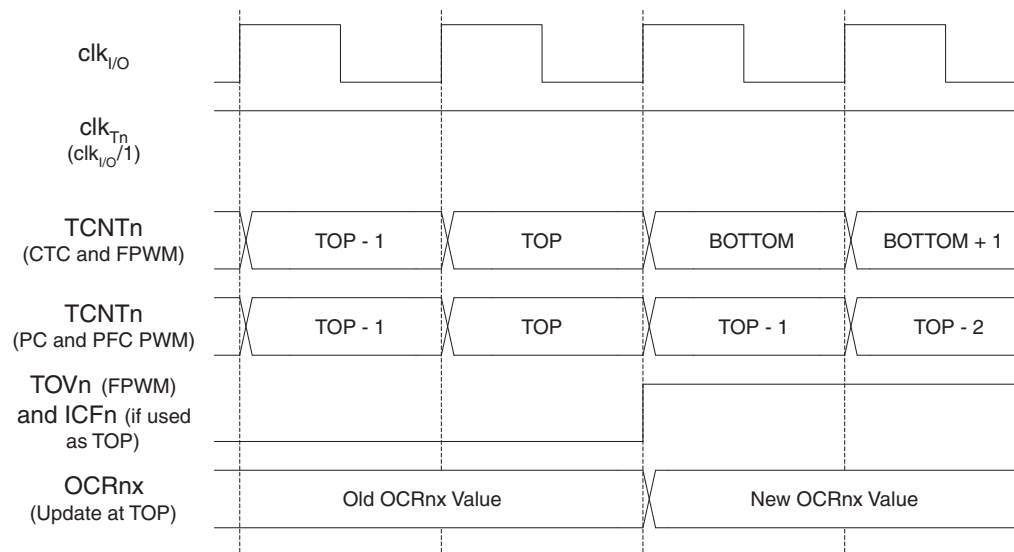 clkI/O
clkTn
(clkI/O/1)
TCNTn
(CTC and FPWM)
TOP - 1
TOP
BOTTOM
BOTTOM + 1
TCNTn
(PC and PFC PWM)
TOP - 1
TOP
TOP - 1
TOP - 2
TOVn (FPWM)
and ICFn (if used
as TOP)
OCRnx
(Update at TOP)
Old OCRnx Value
New OCRnx Value